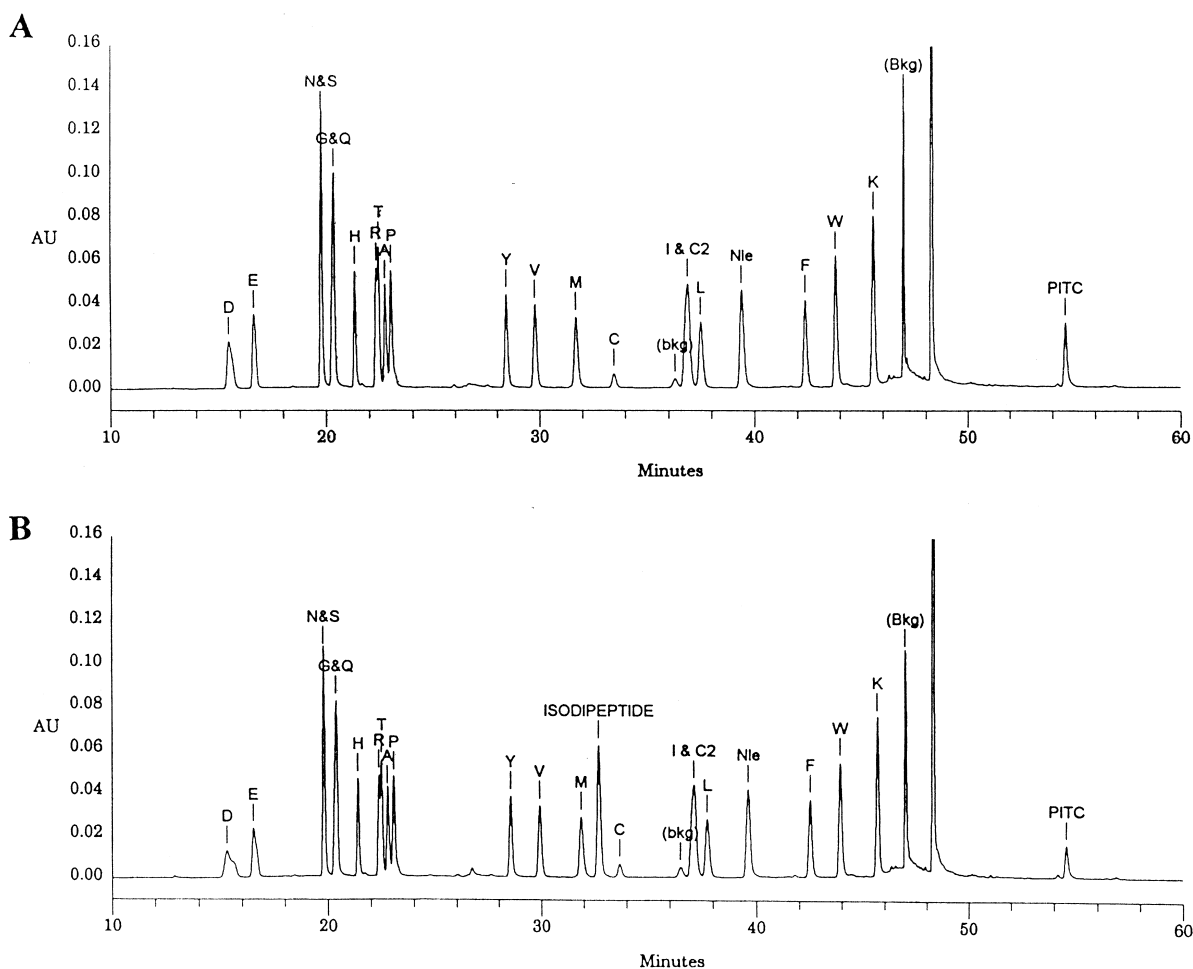 A
0.16
0.14
0.12
0.10
0.08
0.06
0.04
0.02
0.00
AU
D
E
N&S
G&Q
H
R
T
A
P
Y
V
M
C
(bkg)
I & C2
L
Nle
F
W
K
(Bkg)
PITC
10 20 30 40 50 60
Minutes
B
0.16
0.14
0.12
0.10
0.08
0.06
0.04
0.02
0.00
AU
D
E
N&S
G&Q
H
R
T
A
P
Y
V
M
ISODIPEPTIDE
C
(bkg)
I & C2
L
Nle
F
W
K
(Bkg)
PITC
10 20 30 40 50 60
Minutes